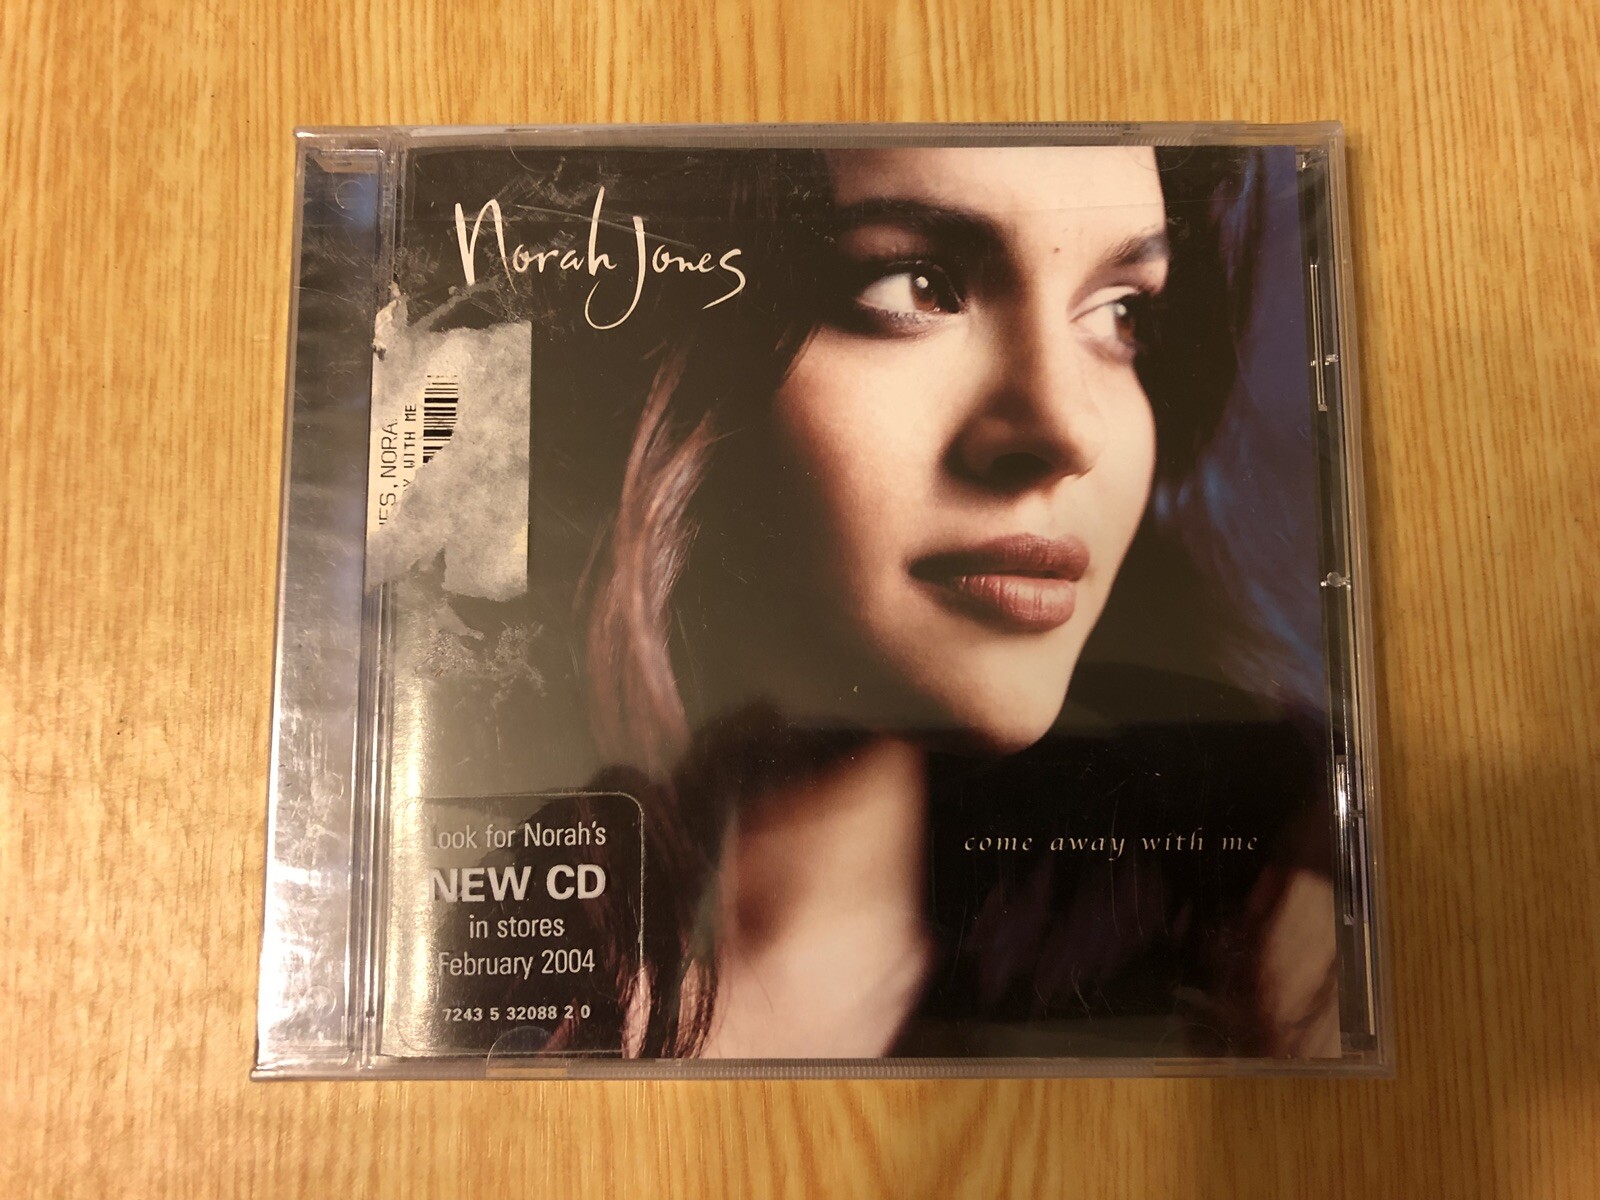 Norah Jones
NORA
WITH ME
Look for Norah's
NEW CD
in stores
February 2004
7243 5 32088 2 0
come away with me